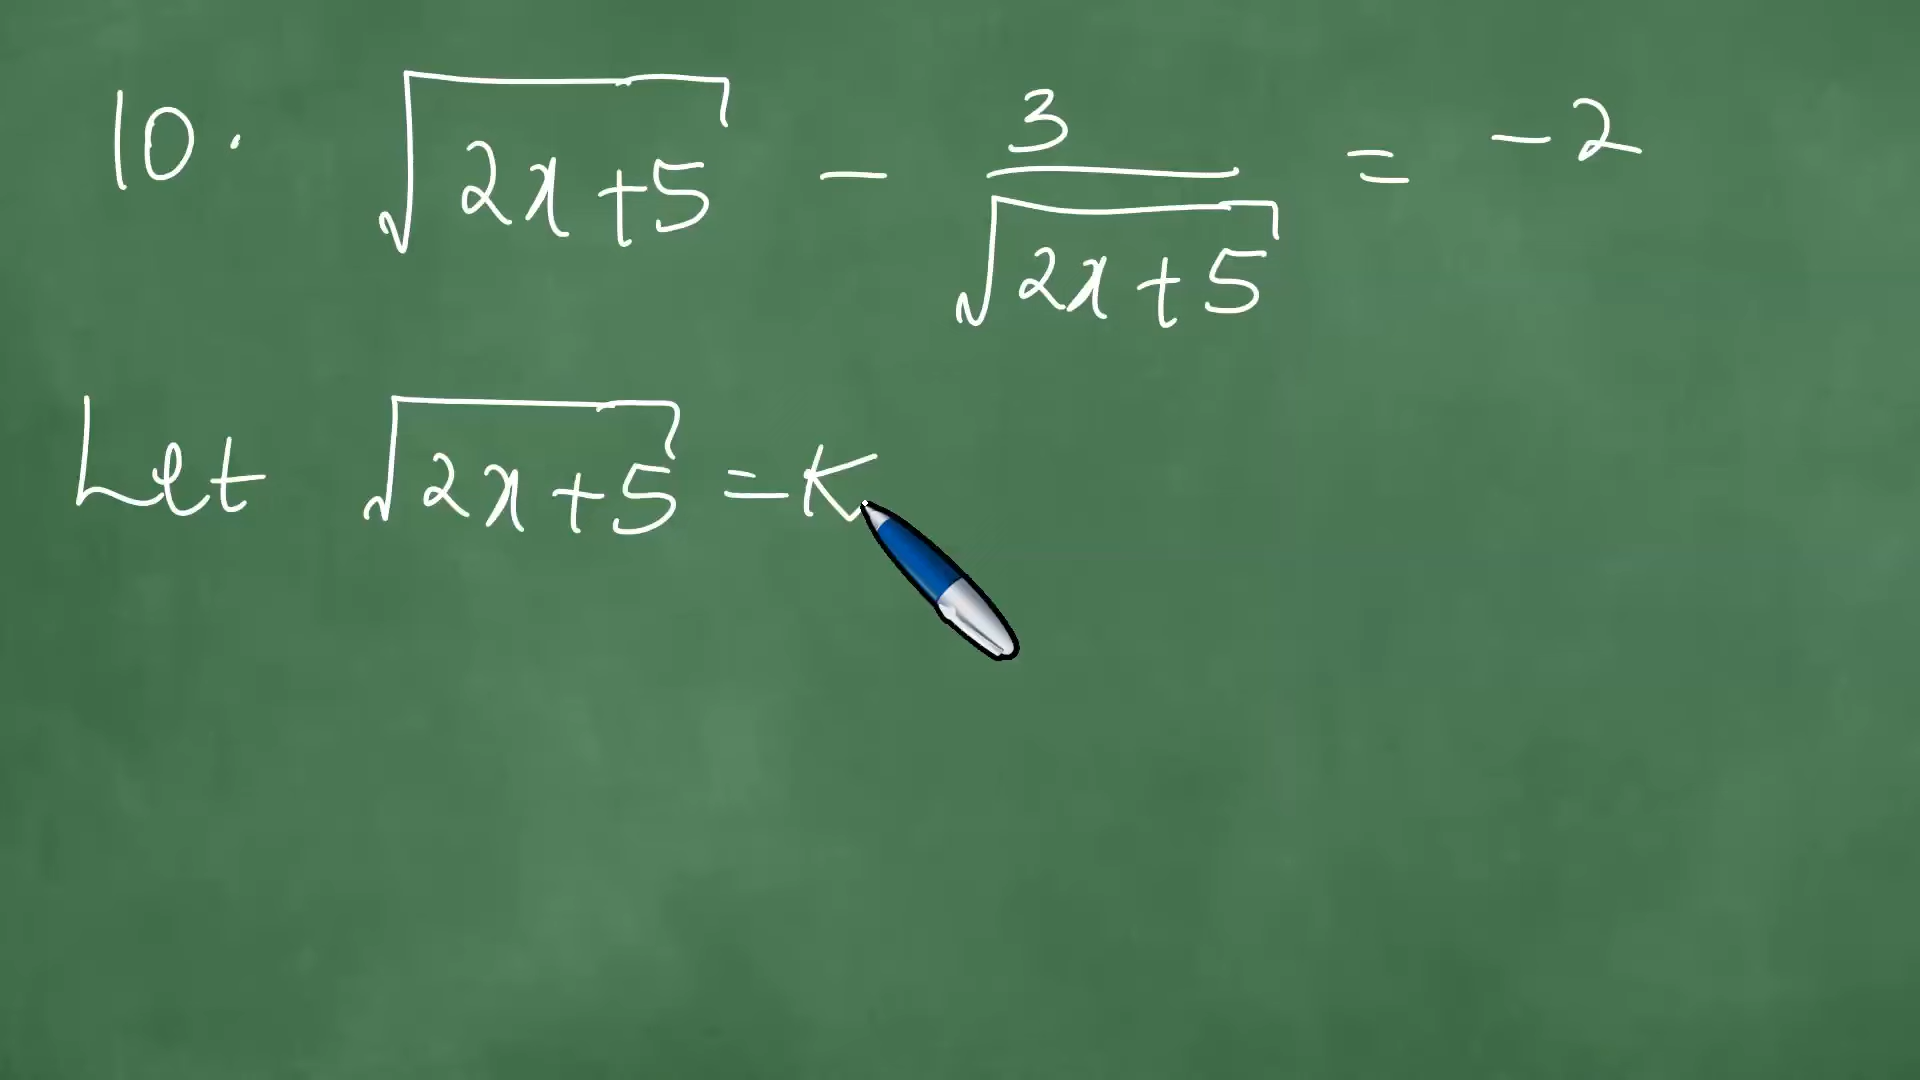 10. √(2x+5) - 3/√(2x+5) = -2
Let √(2x+5) = K